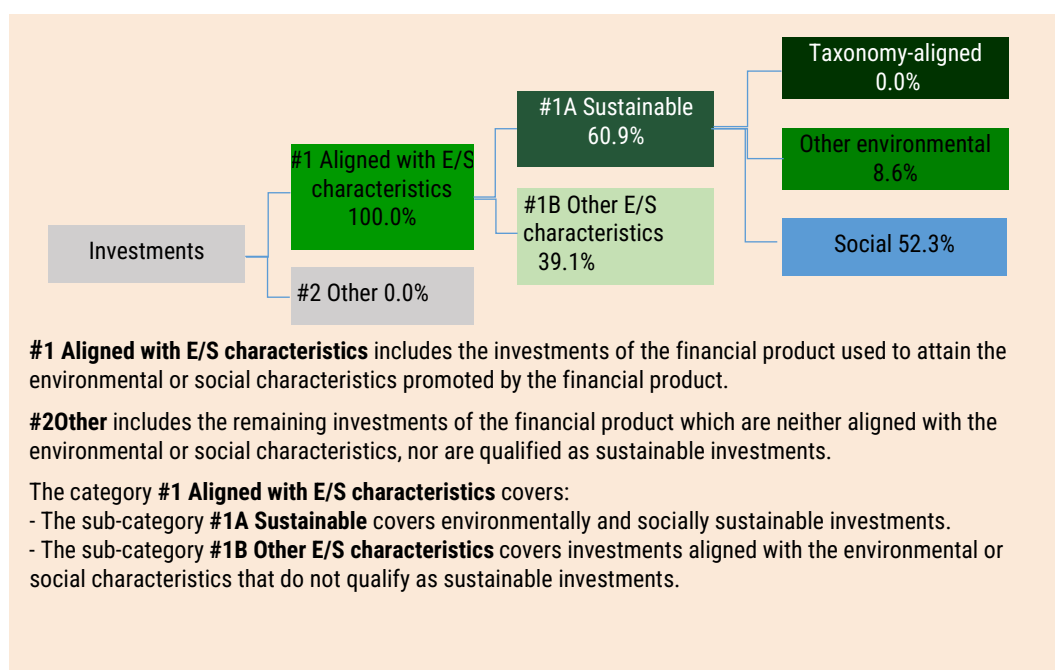 Investments
#1 Aligned with E/S
characteristics
100.0%
#2 Other 0.0%
#1A Sustainable
60.9%
#1B Other E/S
characteristics
39.1%
Taxonomy-aligned
0.0%
Other environmental
8.6%
Social 52.3%
#1 Aligned with E/S characteristics includes the investments of the financial product used to attain the
environmental or social characteristics promoted by the financial product.
#2Other includes the remaining investments of the financial product which are neither aligned with the
environmental or social characteristics, nor are qualified as sustainable investments.
The category #1 Aligned with E/S characteristics covers:
- The sub-category #1A Sustainable covers environmentally and socially sustainable investments.
- The sub-category #1B Other E/S characteristics covers investments aligned with the environmental or
social characteristics that do not qualify as sustainable investments.